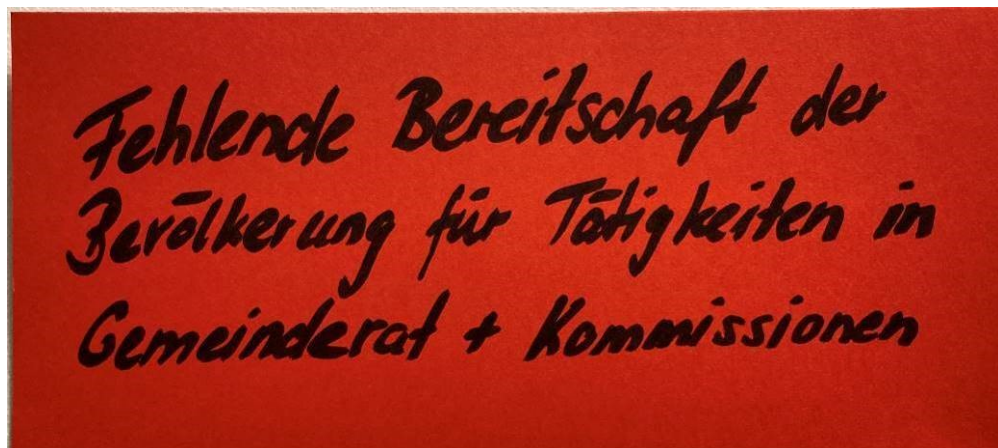 Fehlende Bereitschaft der
Bevölkerung für Tätigkeiten in
Gemeinderat + Kommissionen